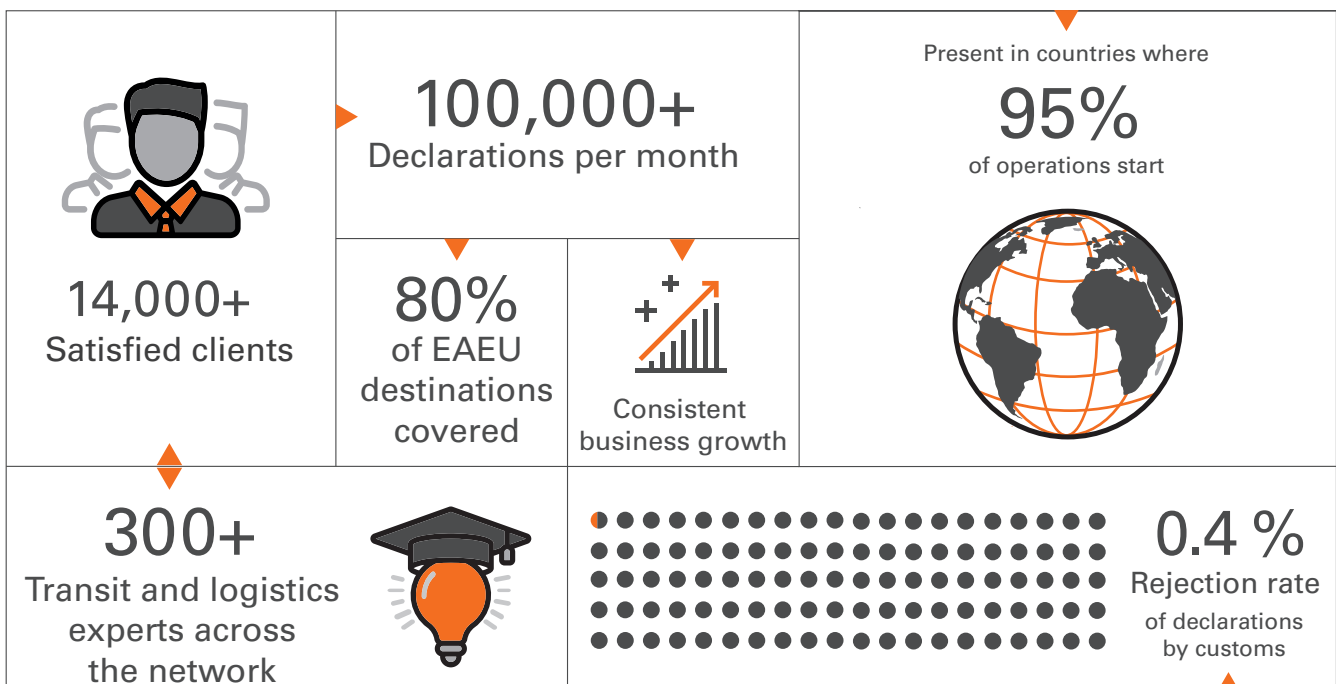 14,000+
Satisfied clients
100,000+
Declarations per month
80%
of EAEU
destinations
covered
Consistent
business growth
Present in countries where
95%
of operations start
300+
Transit and logistics
experts across
the network
0.4 %
Rejection rate
of declarations
by customs